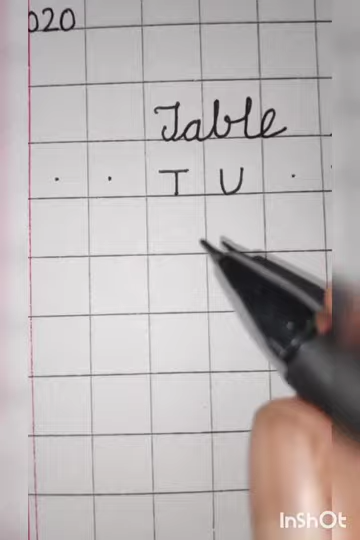 020
Table
. . T U .
InShOt